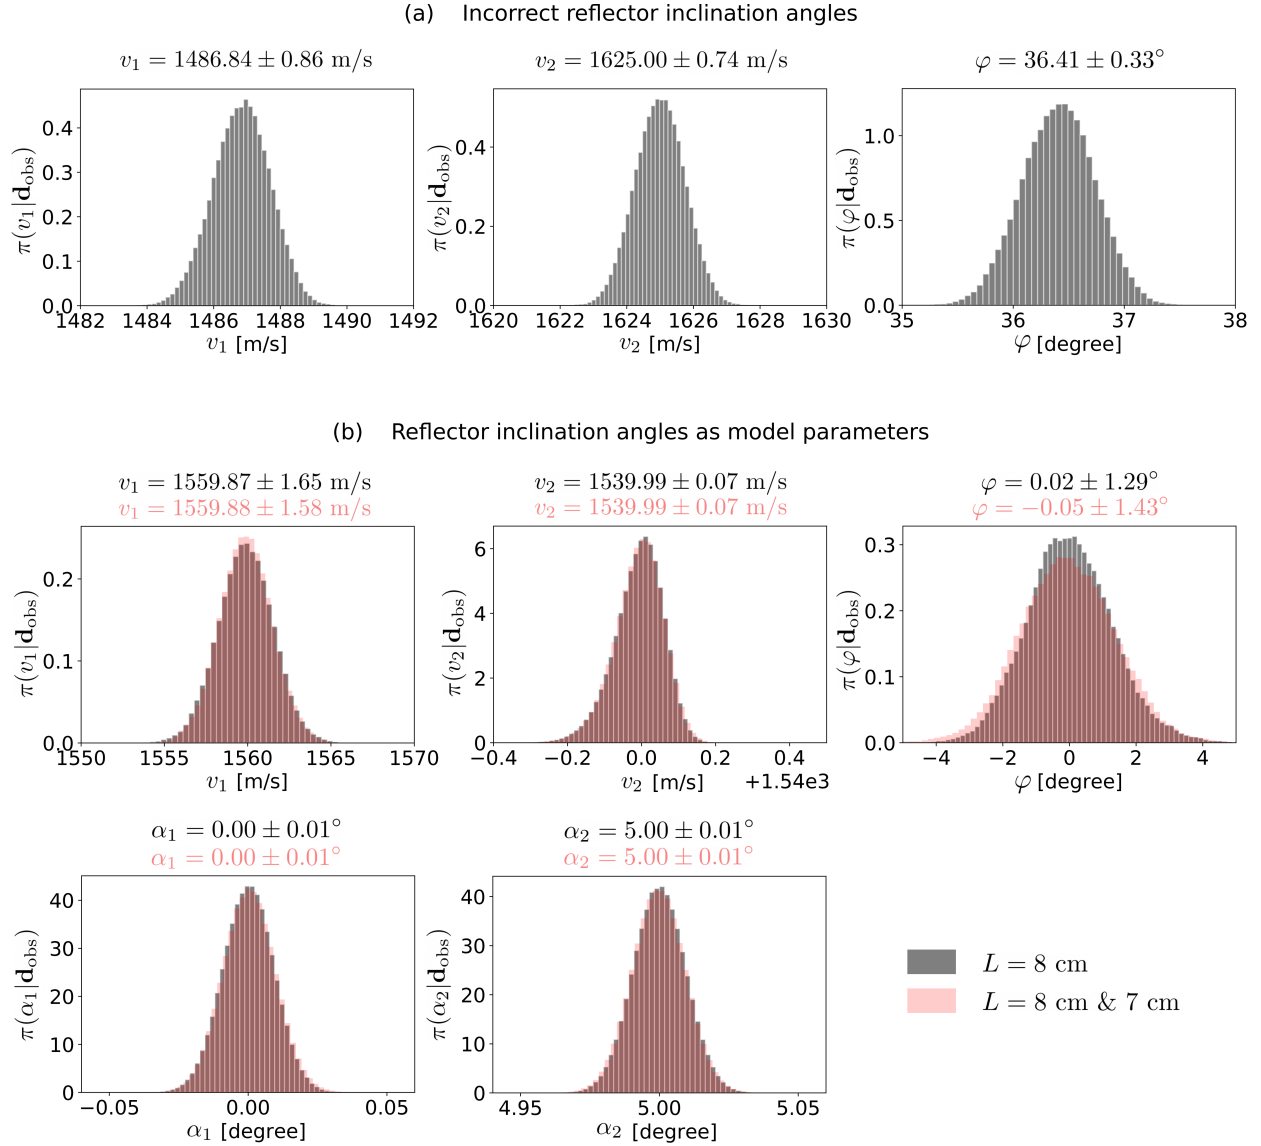 (a) Incorrect reflector inclination angles
v₁ = 1486.84 ± 0.86 m/s
v₂ = 1625.00 ± 0.74 m/s
φ = 36.41 ± 0.33°
π(v₁|d_obs)
0.4
0.3
0.2
0.1
0.0
1482 1484 1486 1488 1490 1492
v₁ [m/s]
π(v₂|d_obs)
0.4
0.2
0.0
1620 1622 1624 1626 1628 1630
v₂ [m/s]
π(φ|d_obs)
1.0
0.5
0.0
35 36 37 38
φ [degree]
(b) Reflector inclination angles as model parameters
v₁ = 1559.87 ± 1.65 m/s
v₁ = 1559.88 ± 1.58 m/s
v₂ = 1539.99 ± 0.07 m/s
v₂ = 1539.99 ± 0.07 m/s
φ = 0.02 ± 1.29°
φ = −0.05 ± 1.43°
π(v₁|d_obs)
0.2
0.1
0.0
1550 1555 1560 1565 1570
v₁ [m/s]
π(v₂|d_obs)
6
4
2
0
−0.4 −0.2 0.0 0.2 0.4
v₂ [m/s] +1.54e3
π(φ|d_obs)
0.3
0.2
0.1
0.0
−4 −2 0 2 4
φ [degree]
α₁ = 0.00 ± 0.01°
α₁ = 0.00 ± 0.01°
α₂ = 5.00 ± 0.01°
α₂ = 5.00 ± 0.01°
π(α₁|d_obs)
40
30
20
10
0
−0.05 0.00 0.05
α₁ [degree]
π(α₂|d_obs)
40
30
20
10
0
4.95 5.00 5.05
α₂ [degree]
L = 8 cm
L = 8 cm & 7 cm